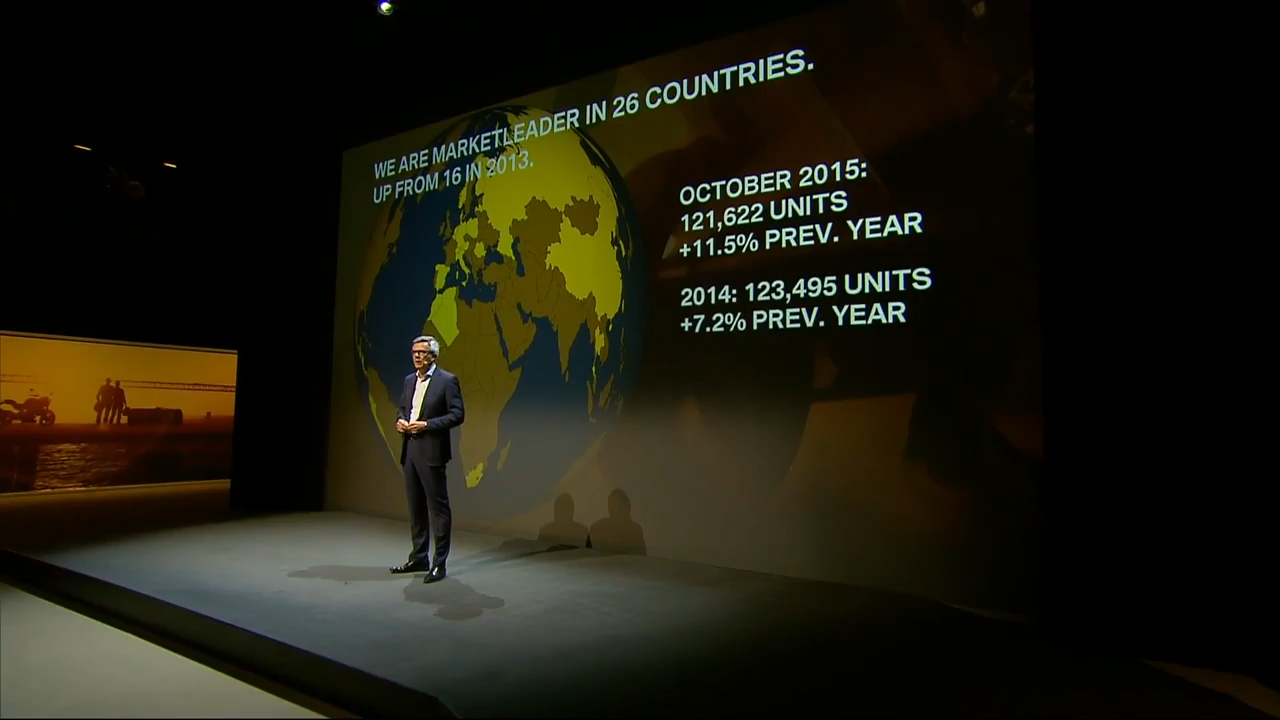 WE ARE MARKETLEADER IN 26 COUNTRIES.
UP FROM 16 IN 2013.
OCTOBER 2015:
121,622 UNITS
+11.5% PREV. YEAR
2014: 123,495 UNITS
+7.2% PREV. YEAR